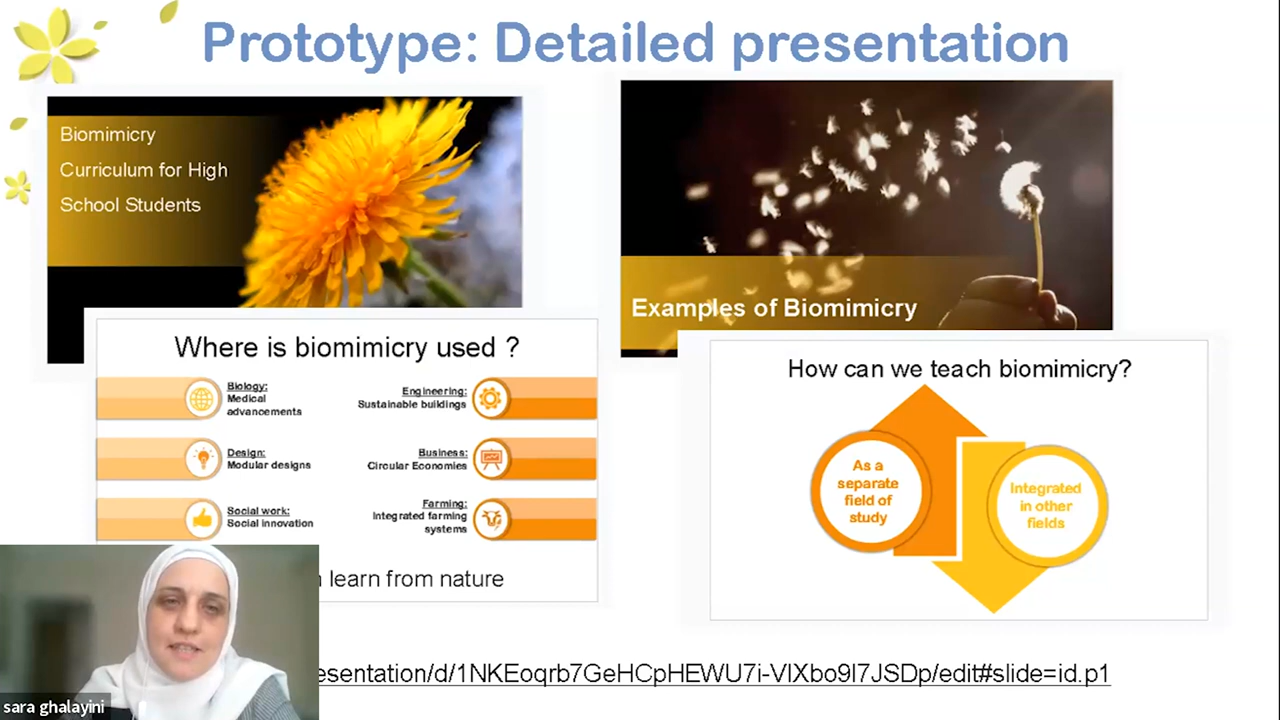 Prototype: Detailed presentation
Biomimicry
Curriculum for High
School Students
Examples of Biomimicry
Where is biomimicry used ?
Biology:
Medical
advancements
Engineering:
Sustainable buildings
Design:
Modular designs
Business:
Circular Economies
Social work:
Social innovation
Farming:
Integrated farming
systems
learn from nature
How can we teach biomimicry?
As a
separate
field of
study
Integrated
in other
fields
esentation/d/1NKEoqrb7GeHCpHEWU7i-VlXbo9l7JSDp/edit#slide=id.p1
sara ghalayini